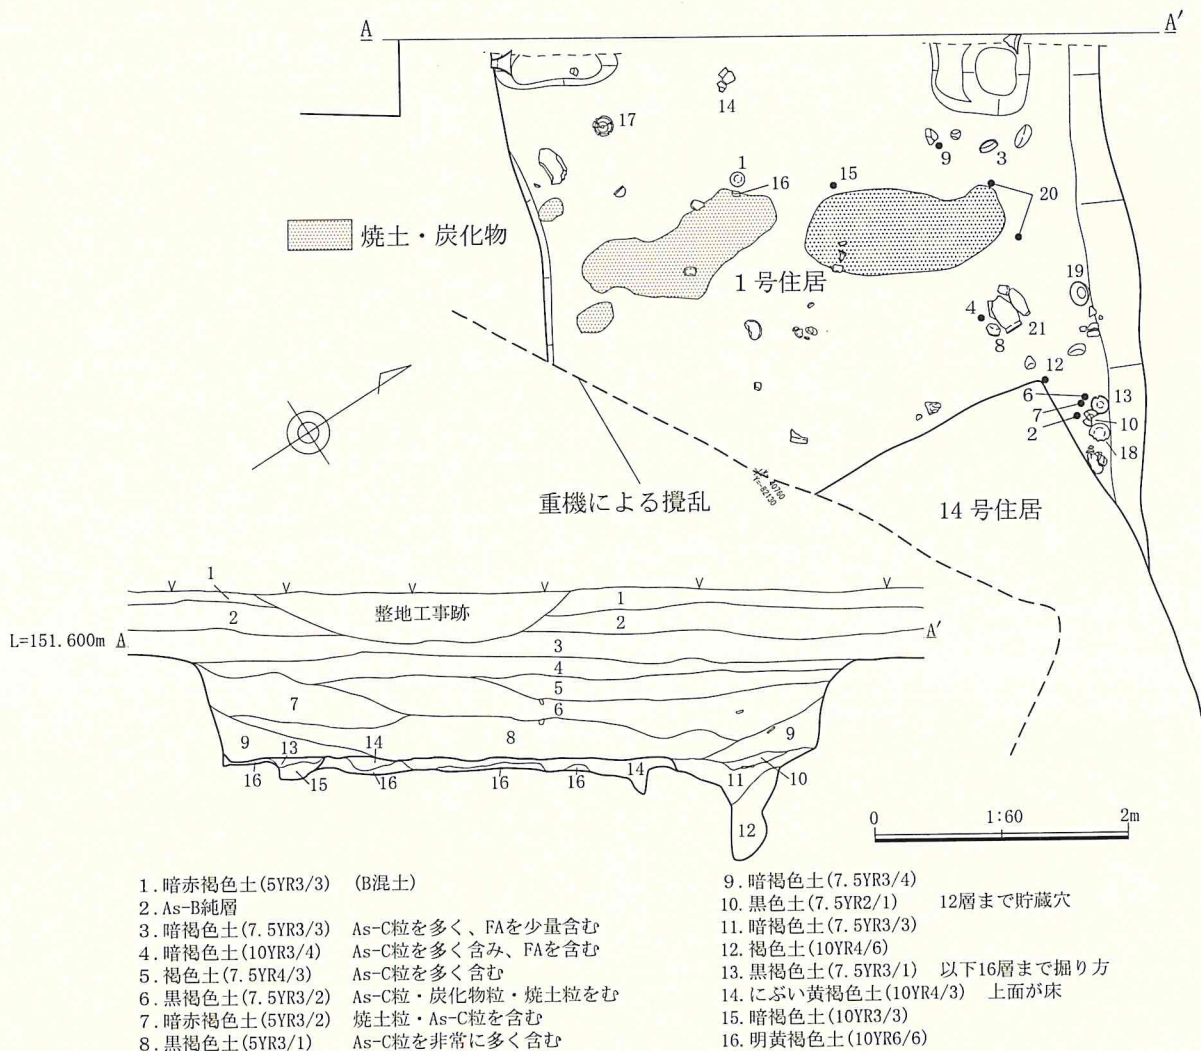 A
A′
14
17
1
16
15
9
3
20
焼土・炭化物
1号住居
19
4
21
8
12
6
13
7
10
2
18
重機による攪乱
14号住居
Y=-82130
1
整地工事跡
1
2
2
L=151.600m A
A′
3
4
5
7
6
9
13
14
8
9
16
15
16
16
16
14
11
10
12
0 1:60 2m
1.暗赤褐色土(5YR3/3) (B混土)
2.As-B純層
3.暗褐色土(7.5YR3/3) As-C粒を多く、FAを少量含む
4.暗褐色土(10YR3/4) As-C粒を多く含み、FAを含む
5.褐色土(7.5YR4/3) As-C粒を多く含む
6.黒褐色土(7.5YR3/2) As-C粒・炭化物粒・焼土粒をむ
7.暗赤褐色土(5YR3/2) 焼土粒・As-C粒を含む
8.黒褐色土(5YR3/1) As-C粒を非常に多く含む
9.暗褐色土(7.5YR3/4)
10.黒色土(7.5YR2/1) 12層まで貯蔵穴
11.暗褐色土(7.5YR3/3)
12.褐色土(10YR4/6)
13.黒褐色土(7.5YR3/1) 以下16層まで掘り方
14.にぶい黄褐色土(10YR4/3) 上面が床
15.暗褐色土(10YR3/3)
16.明黄褐色土(10YR6/6)